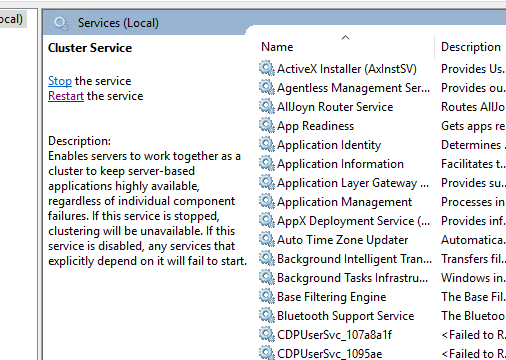 ocal)
Services (Local)
Cluster Service
Name
Description
Stop the service
Restart the service
Description:
Enables servers to work together as a
cluster to keep server-based
applications highly available,
regardless of individual component
failures. If this service is stopped,
clustering will be unavailable. If this
service is disabled, any services that
explicitly depend on it will fail to start.
ActiveX Installer (AxInstSV) Provides Us...
Agentless Management Ser... Provides ou...
AllJoyn Router Service Routes AllJo
App Readiness Gets apps re
Application Identity Determines
Application Information Facilitates t...
Application Layer Gateway ... Provides su...
Application Management Processes in
AppX Deployment Service (... Provides inf...
Auto Time Zone Updater Automatica...
Background Intelligent Tran... Transfers fil...
Background Tasks Infrastru... Windows in...
Base Filtering Engine The Base Fil...
Bluetooth Support Service The Bluetoo
CDPUserSvc_107a8a1f <Failed to R...
CDPUserSvc_1095ae <Failed to R...